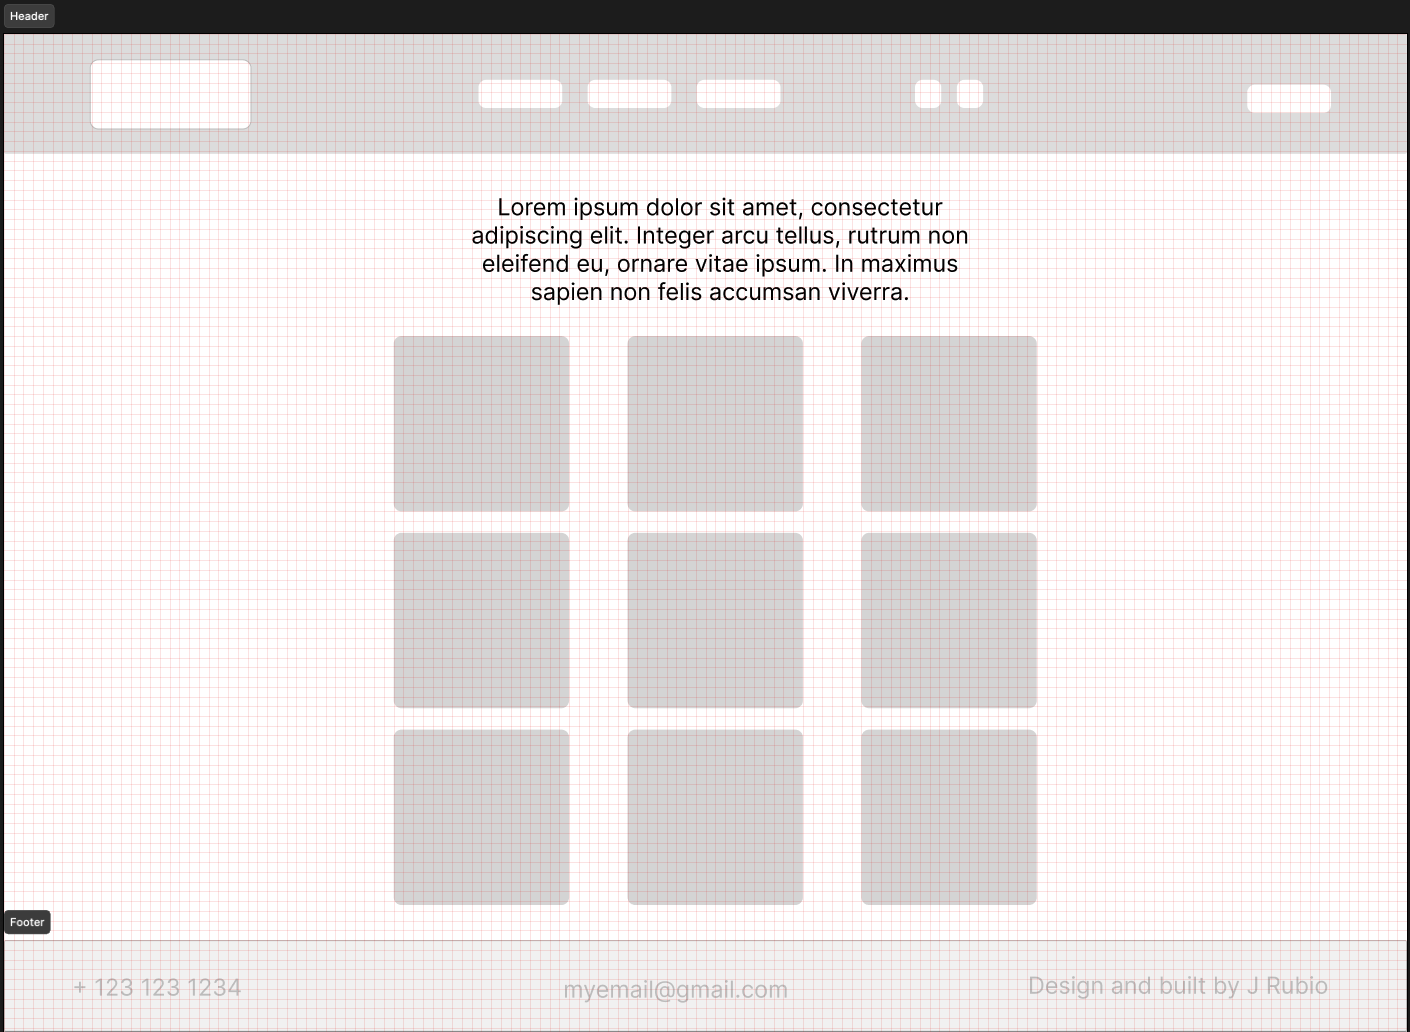 Header
Lorem ipsum dolor sit amet, consectetur
adipiscing elit. Integer arcu tellus, rutrum non
eleifend eu, ornare vitae ipsum. In maximus
sapien non felis accumsan viverra.
Footer
+ 123 123 1234
myemail@gmail.com
Design and built by J Rubio